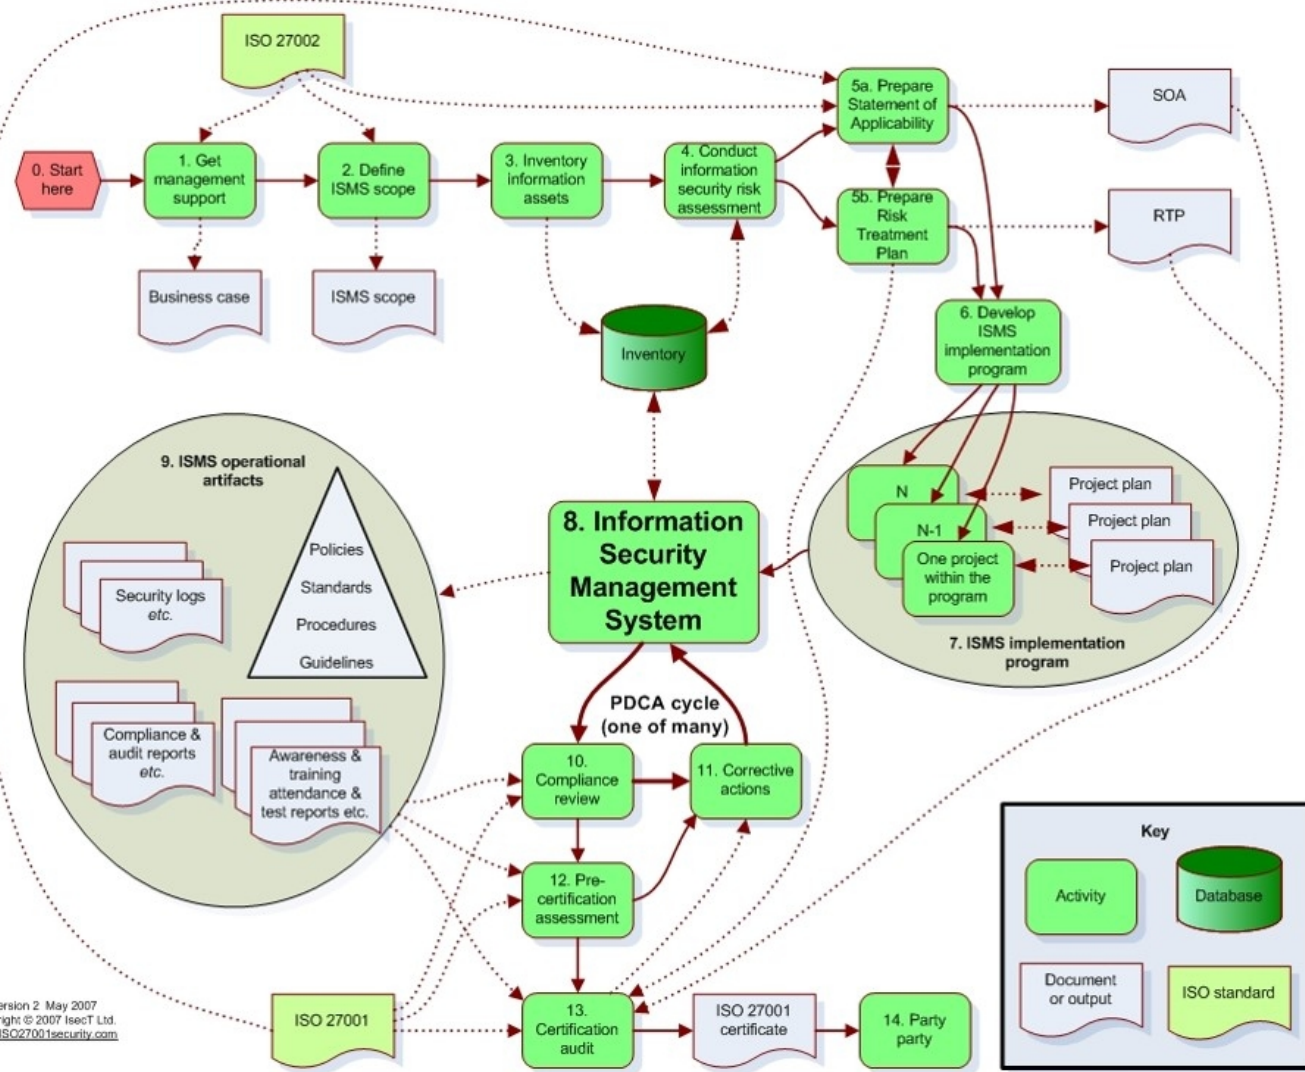 ISO 27002
0. Start
here
1. Get
management
support
2. Define
ISMS scope
3. Inventory
information
assets
4. Conduct
information
security risk
assessment
5a. Prepare
Statement of
Applicability
SOA
5b. Prepare
Risk
Treatment
Plan
RTP
Business case
ISMS scope
Inventory
6. Develop
ISMS
implementation
program
9. ISMS operational
artifacts
Policies
Standards
Procedures
Guidelines
Security logs
etc.
Compliance &
audit reports
etc.
Awareness &
training
attendance &
test reports etc.
8. Information
Security
Management
System
N
N-1
One project
within the
program
Project plan
Project plan
Project plan
7. ISMS implementation
program
PDCA cycle
(one of many)
10.
Compliance
review
11. Corrective
actions
12. Pre-
certification
assessment
13.
Certification
audit
ISO 27001
ISO 27001
certificate
14. Party
party
Key
Activity
Database
Document
or output
ISO standard
ersion 2 May 2007
right © 2007 IsecT Ltd.
ISO27001security.com